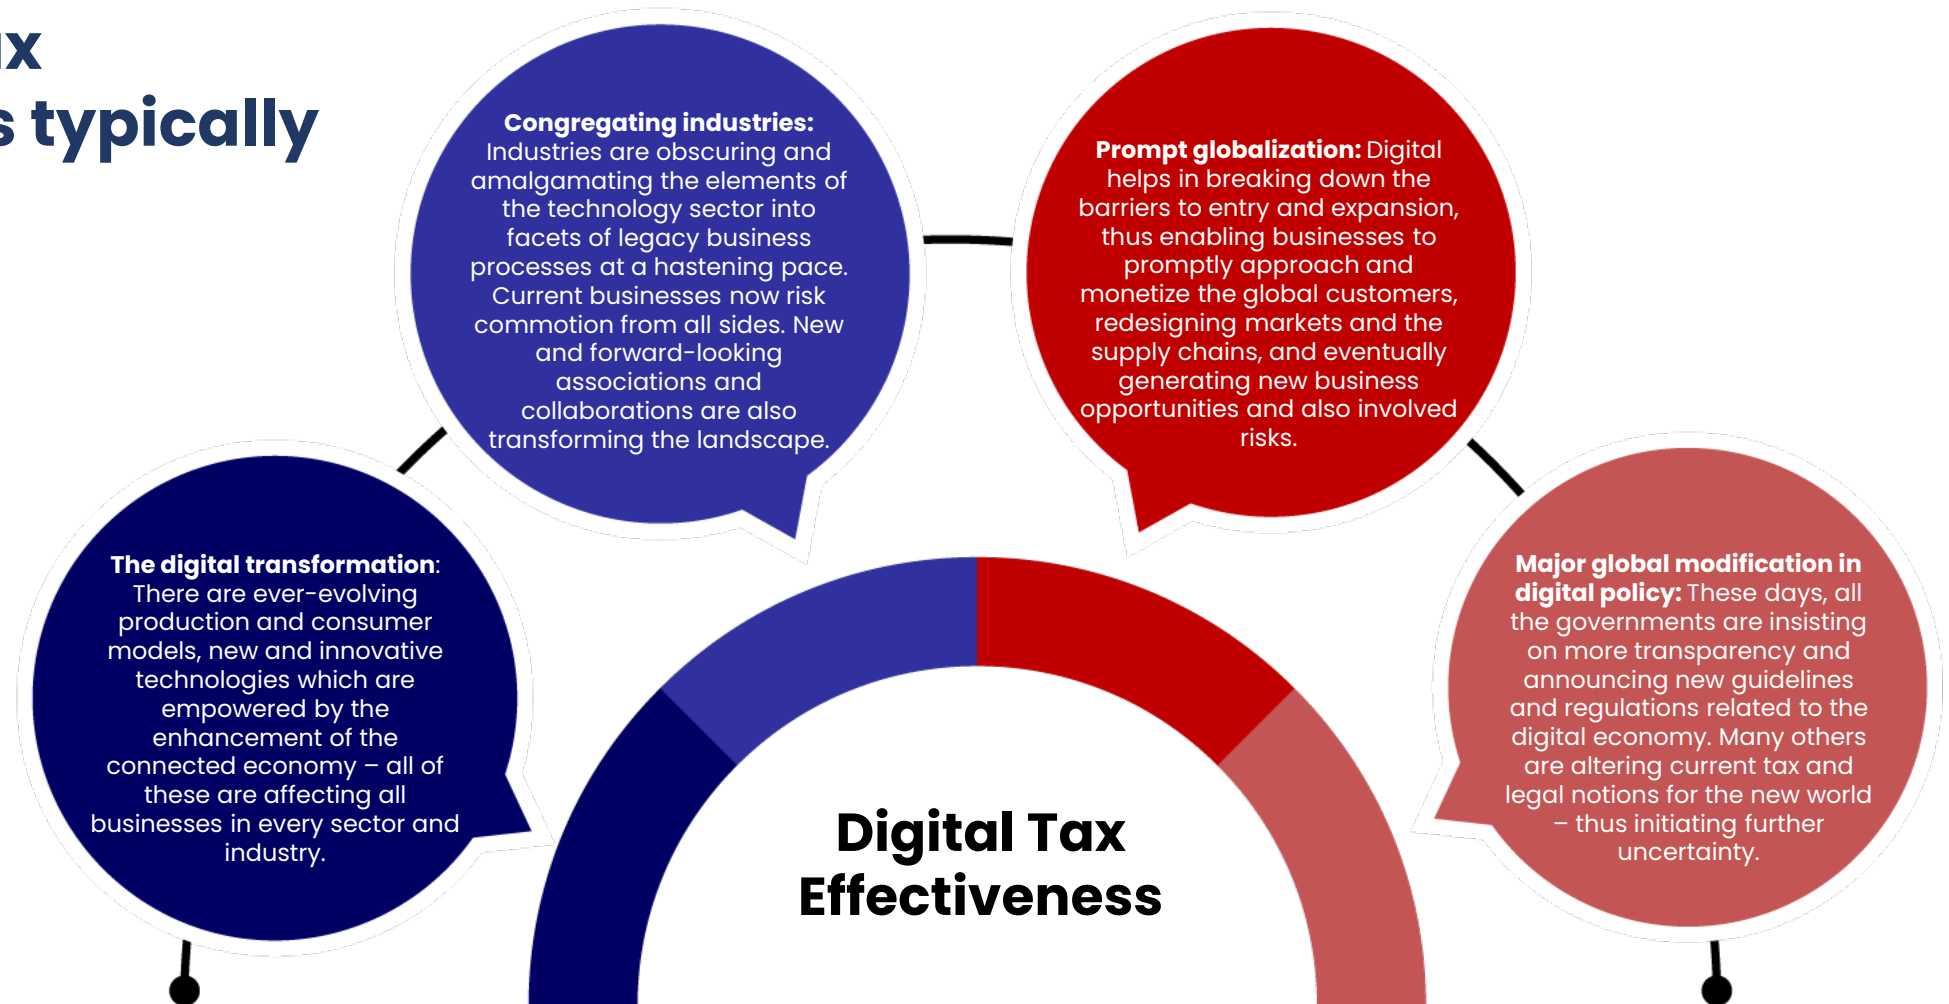 typically
Congregating industries:
Industries are obscuring and
amalgamating the elements of
the technology sector into
facets of legacy business
processes at a hastening pace.
Current businesses now risk
commotion from all sides. New
and forward-looking
associations and
collaborations are also
transforming the landscape.
Prompt globalization: Digital
helps in breaking down the
barriers to entry and expansion,
thus enabling businesses to
promptly approach and
monetize the global customers,
redesigning markets and the
supply chains, and eventually
generating new business
opportunities and also involved
risks.
The digital transformation:
There are ever-evolving
production and consumer
models, new and innovative
technologies which are
empowered by the
enhancement of the
connected economy – all of
these are affecting all
businesses in every sector and
industry.
Major global modification in
digital policy: These days, all
the governments are insisting
on more transparency and
announcing new guidelines
and regulations related to the
digital economy. Many others
are altering current tax and
legal notions for the new world
– thus initiating further
uncertainty.
Digital Tax
Effectiveness